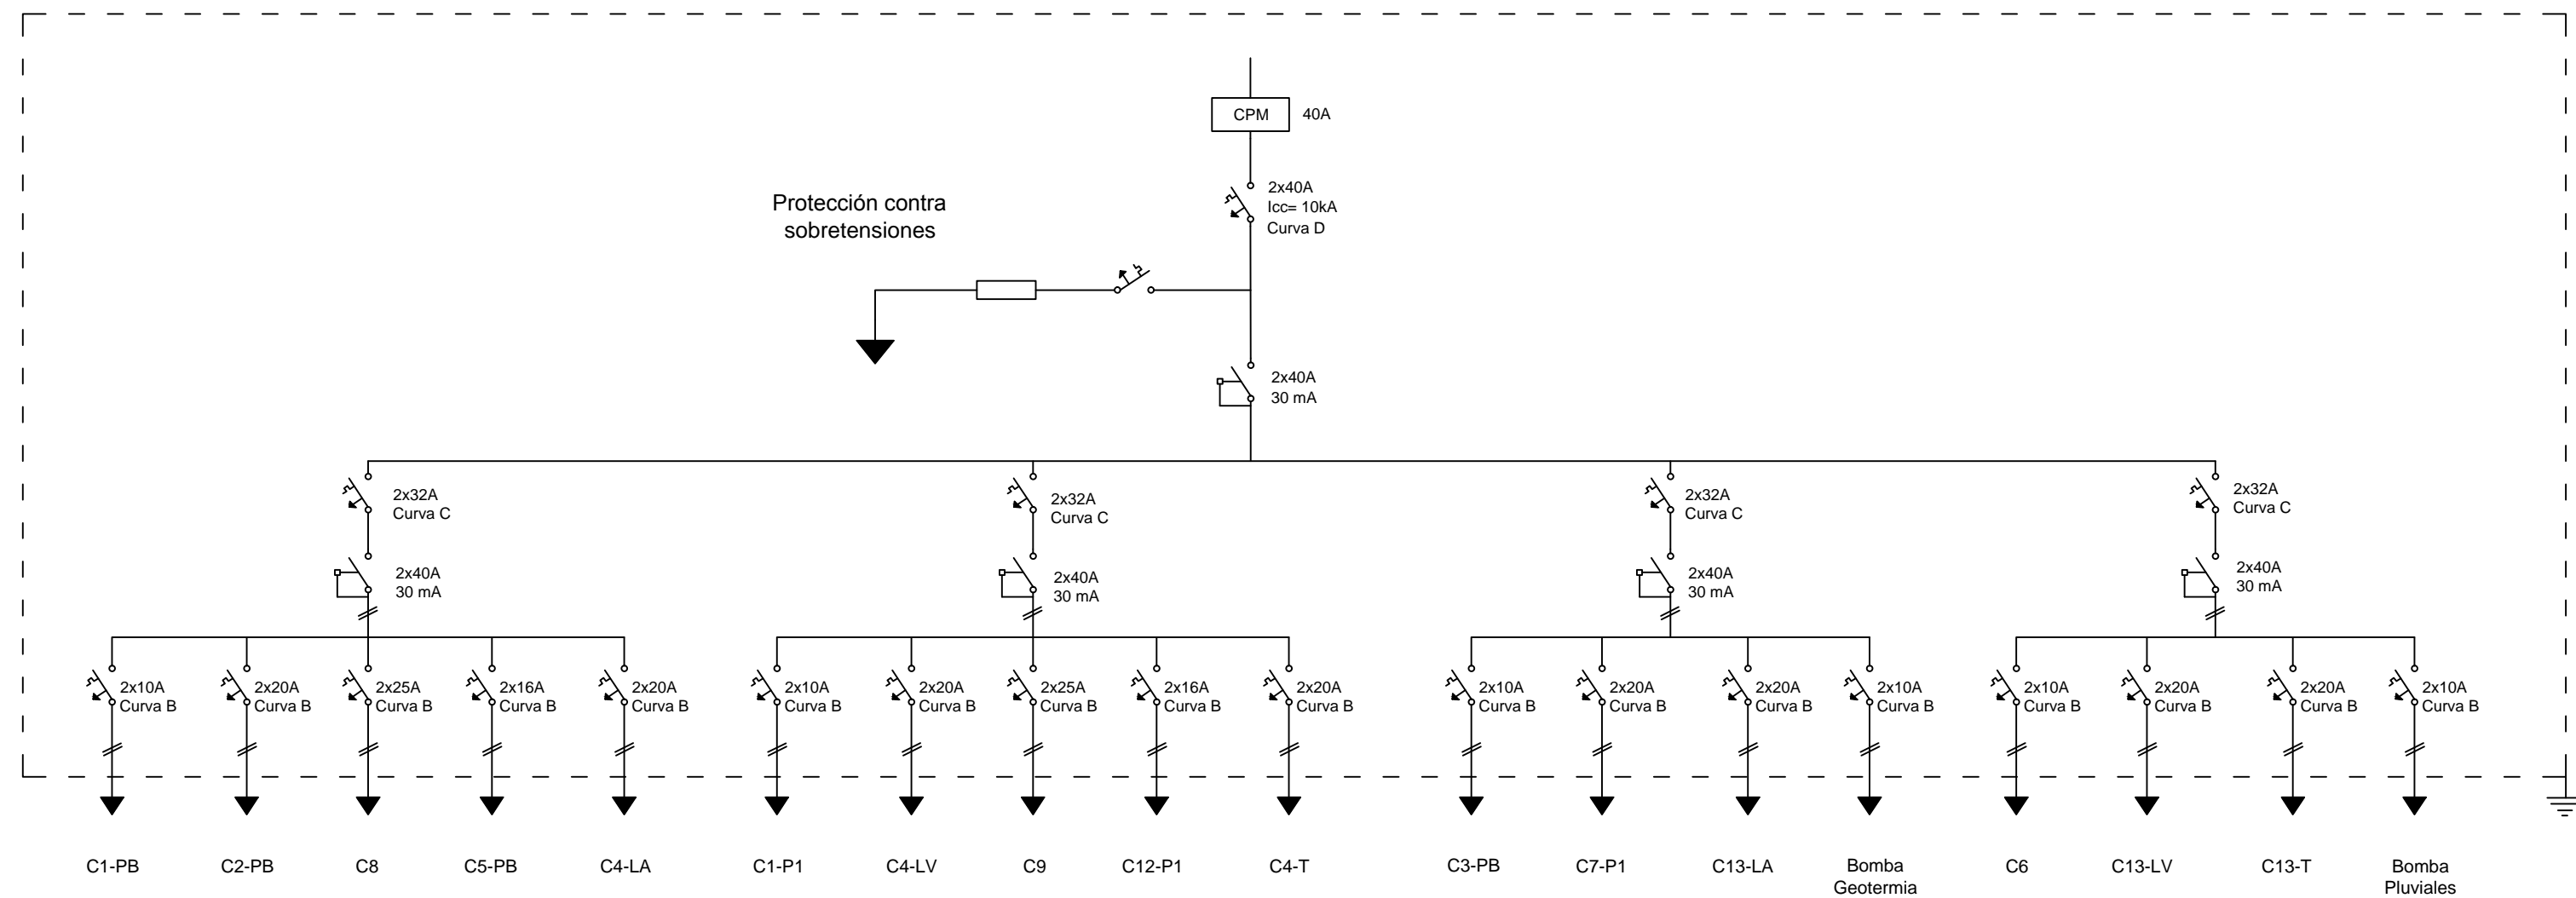 CPM
40A
2x40A
Icc= 10kA
Curva D
Protección contra
sobretensiones
2x40A
30 mA
2x32A
Curva C
2x32A
Curva C
2x32A
Curva C
2x32A
Curva C
2x40A
30 mA
2x40A
30 mA
2x40A
30 mA
2x40A
30 mA
2x10A
Curva B
2x20A
Curva B
2x25A
Curva B
2x16A
Curva B
2x20A
Curva B
2x10A
Curva B
2x20A
Curva B
2x25A
Curva B
2x16A
Curva B
2x20A
Curva B
2x10A
Curva B
2x20A
Curva B
2x20A
Curva B
2x10A
Curva B
2x10A
Curva B
2x20A
Curva B
2x20A
Curva B
2x10A
Curva B
C1-PB
C2-PB
C8
C5-PB
C4-LA
C1-P1
C4-LV
C9
C12-P1
C4-T
C3-PB
C7-P1
C13-LA
Bomba
Geotermia
C6
C13-LV
C13-T
Bomba
Pluviales